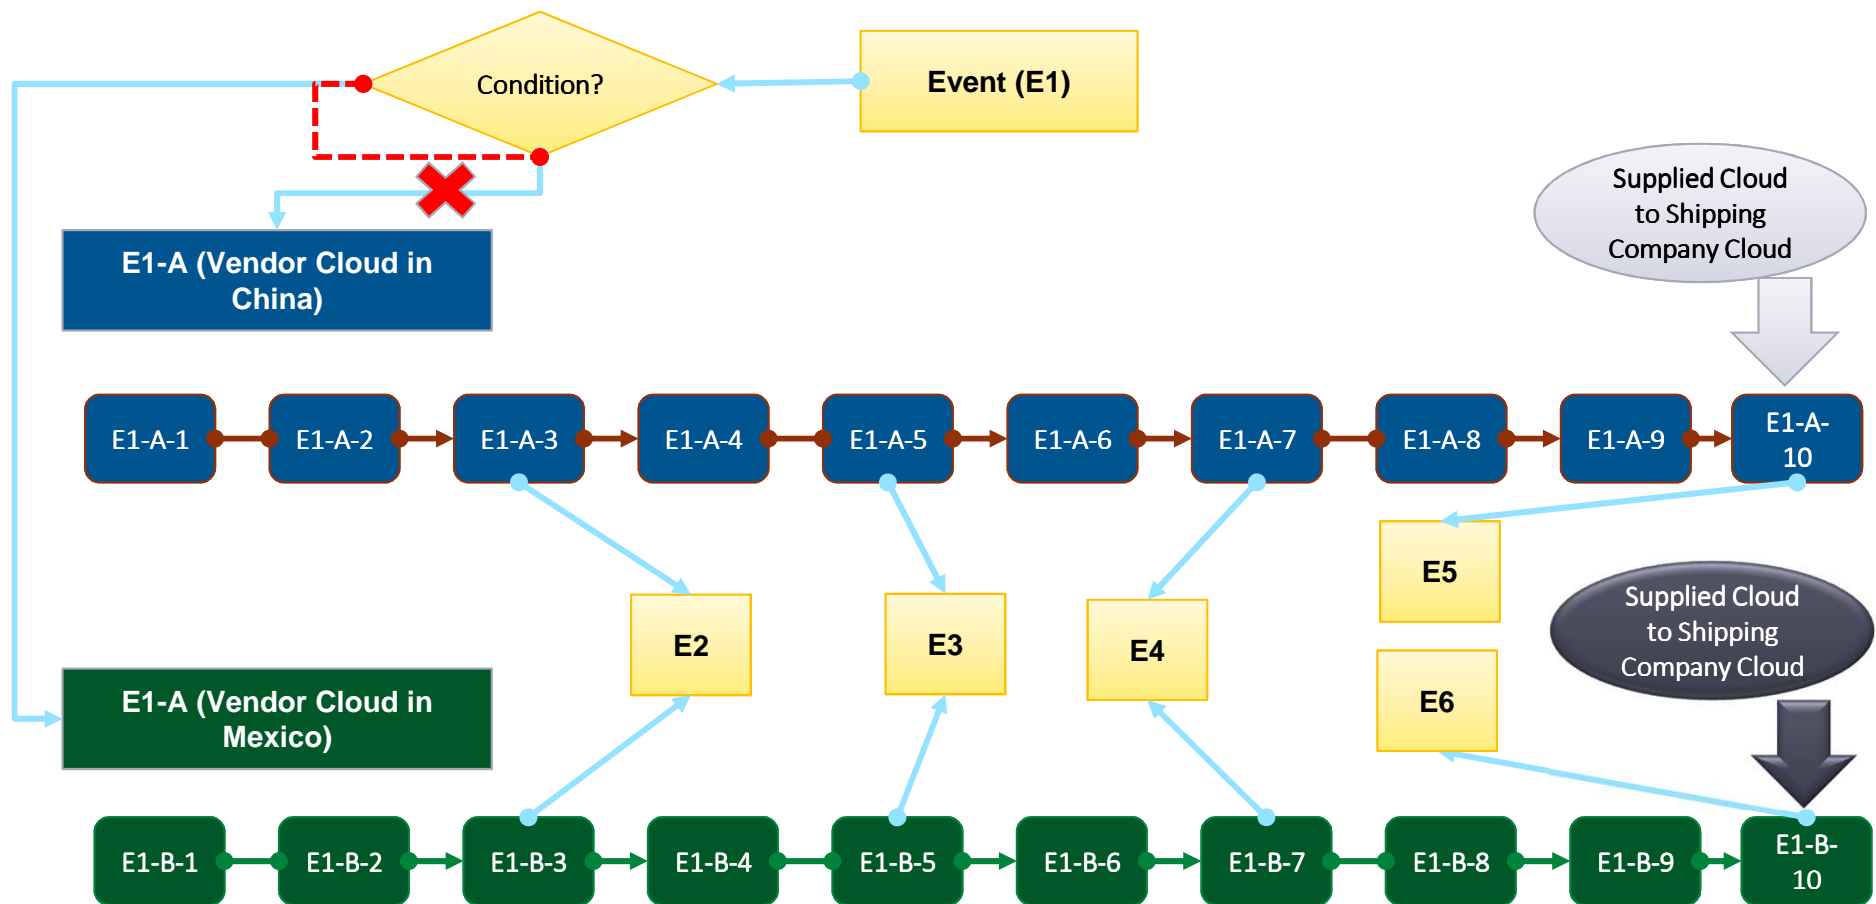 Condition?
Event (E1)
Supplied Cloud
to Shipping
Company Cloud
E1-A (Vendor Cloud in
China)
E1-A-1
E1-A-2
E1-A-3
E1-A-4
E1-A-5
E1-A-6
E1-A-7
E1-A-8
E1-A-9
E1-A-
10
E5
E2
E3
E4
Supplied Cloud
to Shipping
Company Cloud
E6
E1-A (Vendor Cloud in
Mexico)
E1-B-1
E1-B-2
E1-B-3
E1-B-4
E1-B-5
E1-B-6
E1-B-7
E1-B-8
E1-B-9
E1-B-
10